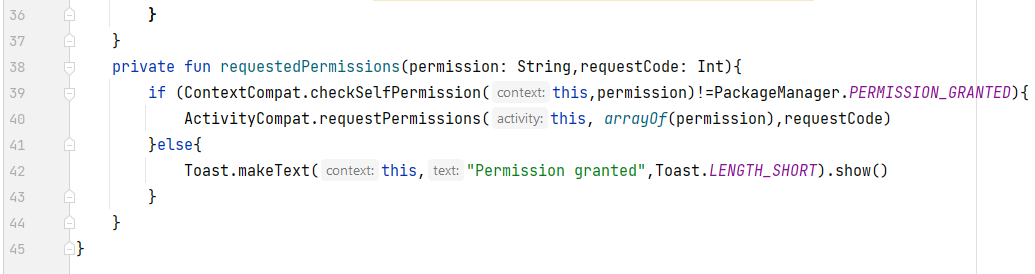 36 }
37 }
38 private fun requestedPermissions(permission: String,requestCode: Int){
39 if (ContextCompat.checkSelfPermission( context: this,permission)!=PackageManager.PERMISSION_GRANTED){
40 ActivityCompat.requestPermissions( activity: this, arrayOf(permission),requestCode)
41 }else{
42 Toast.makeText( context: this, text: "Permission granted",Toast.LENGTH_SHORT).show()
43 }
44 }
45 }